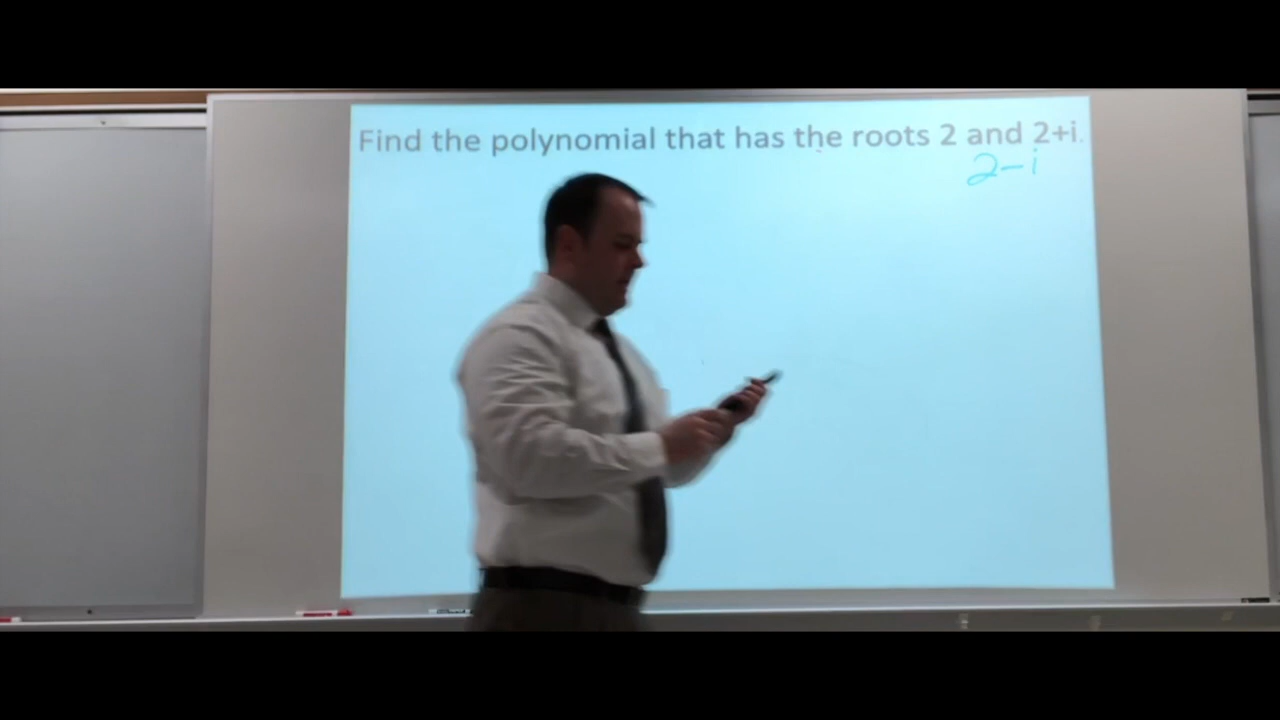 Find the polynomial that has the roots 2 and 2+i.
2-i